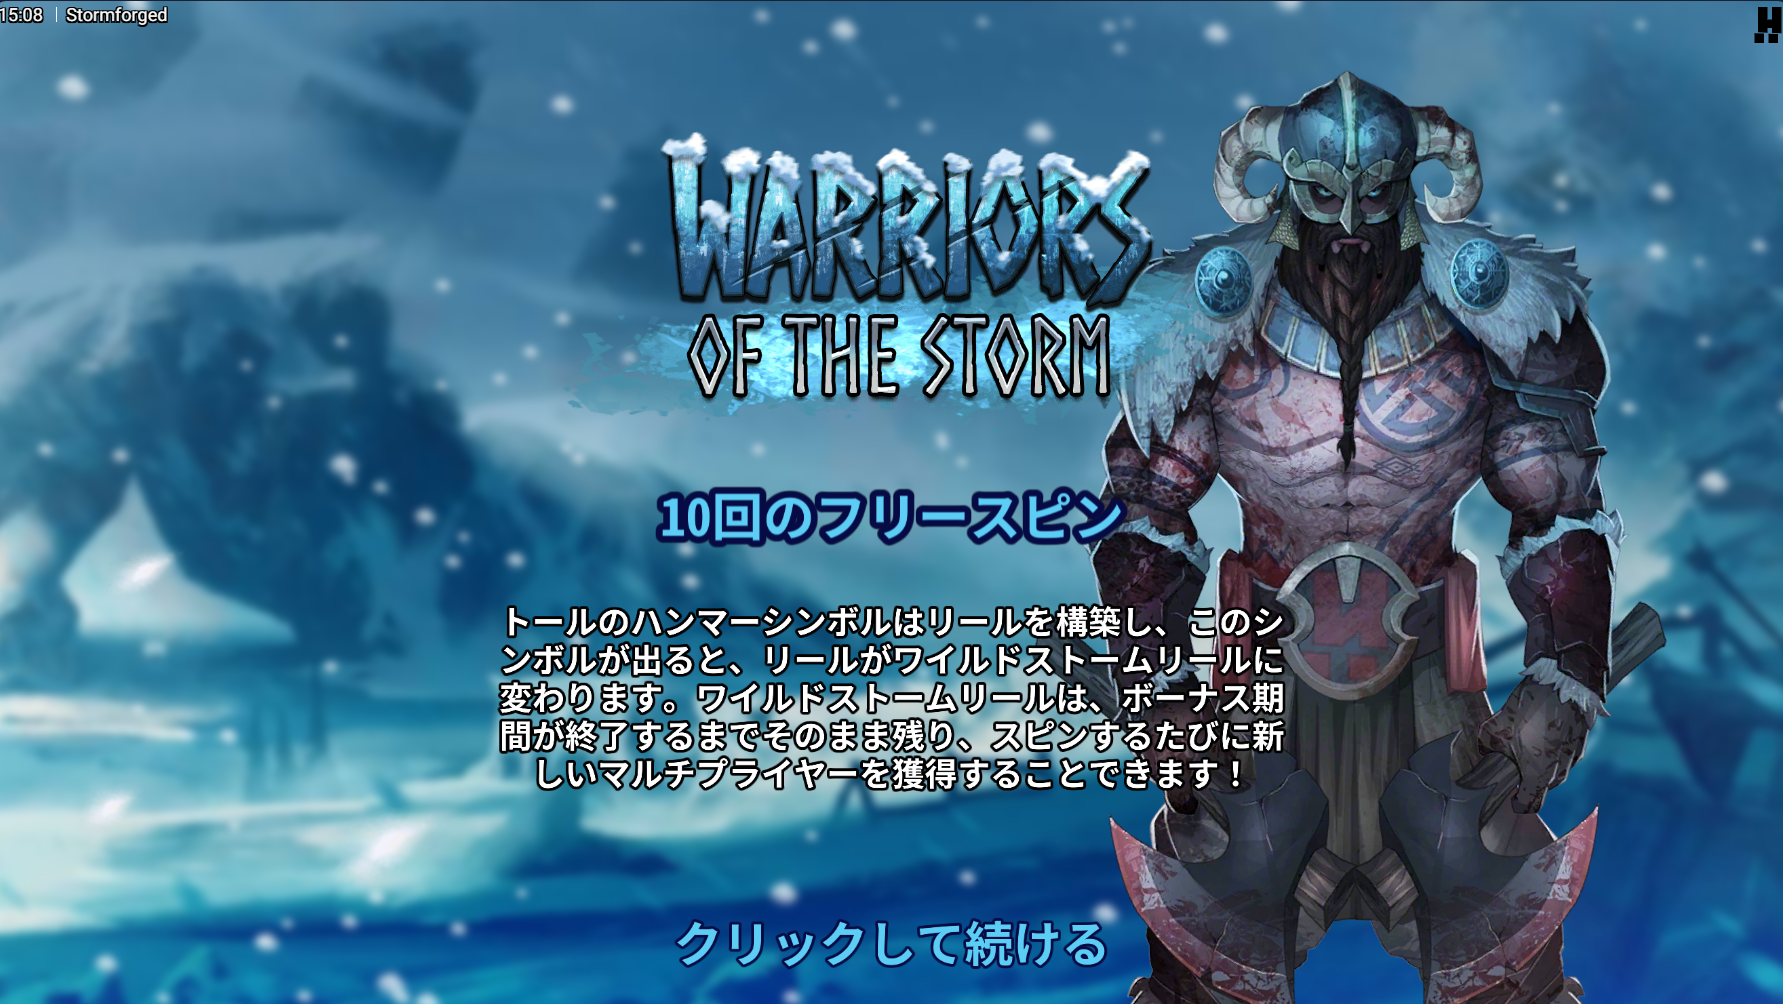 15:08 | Stormforged
WARRIORS
OF THE STORM
10回のフリースピン
トールのハンマーシンボルはリールを構築し、このシ
ンボルが出ると、リールがワイルドストームリールに
変わります。ワイルドストームリールは、ボーナス期
間が終了するまでそのまま残り、スピンするたびに新
しいマルチプライヤーを獲得することできます！
クリックして続ける